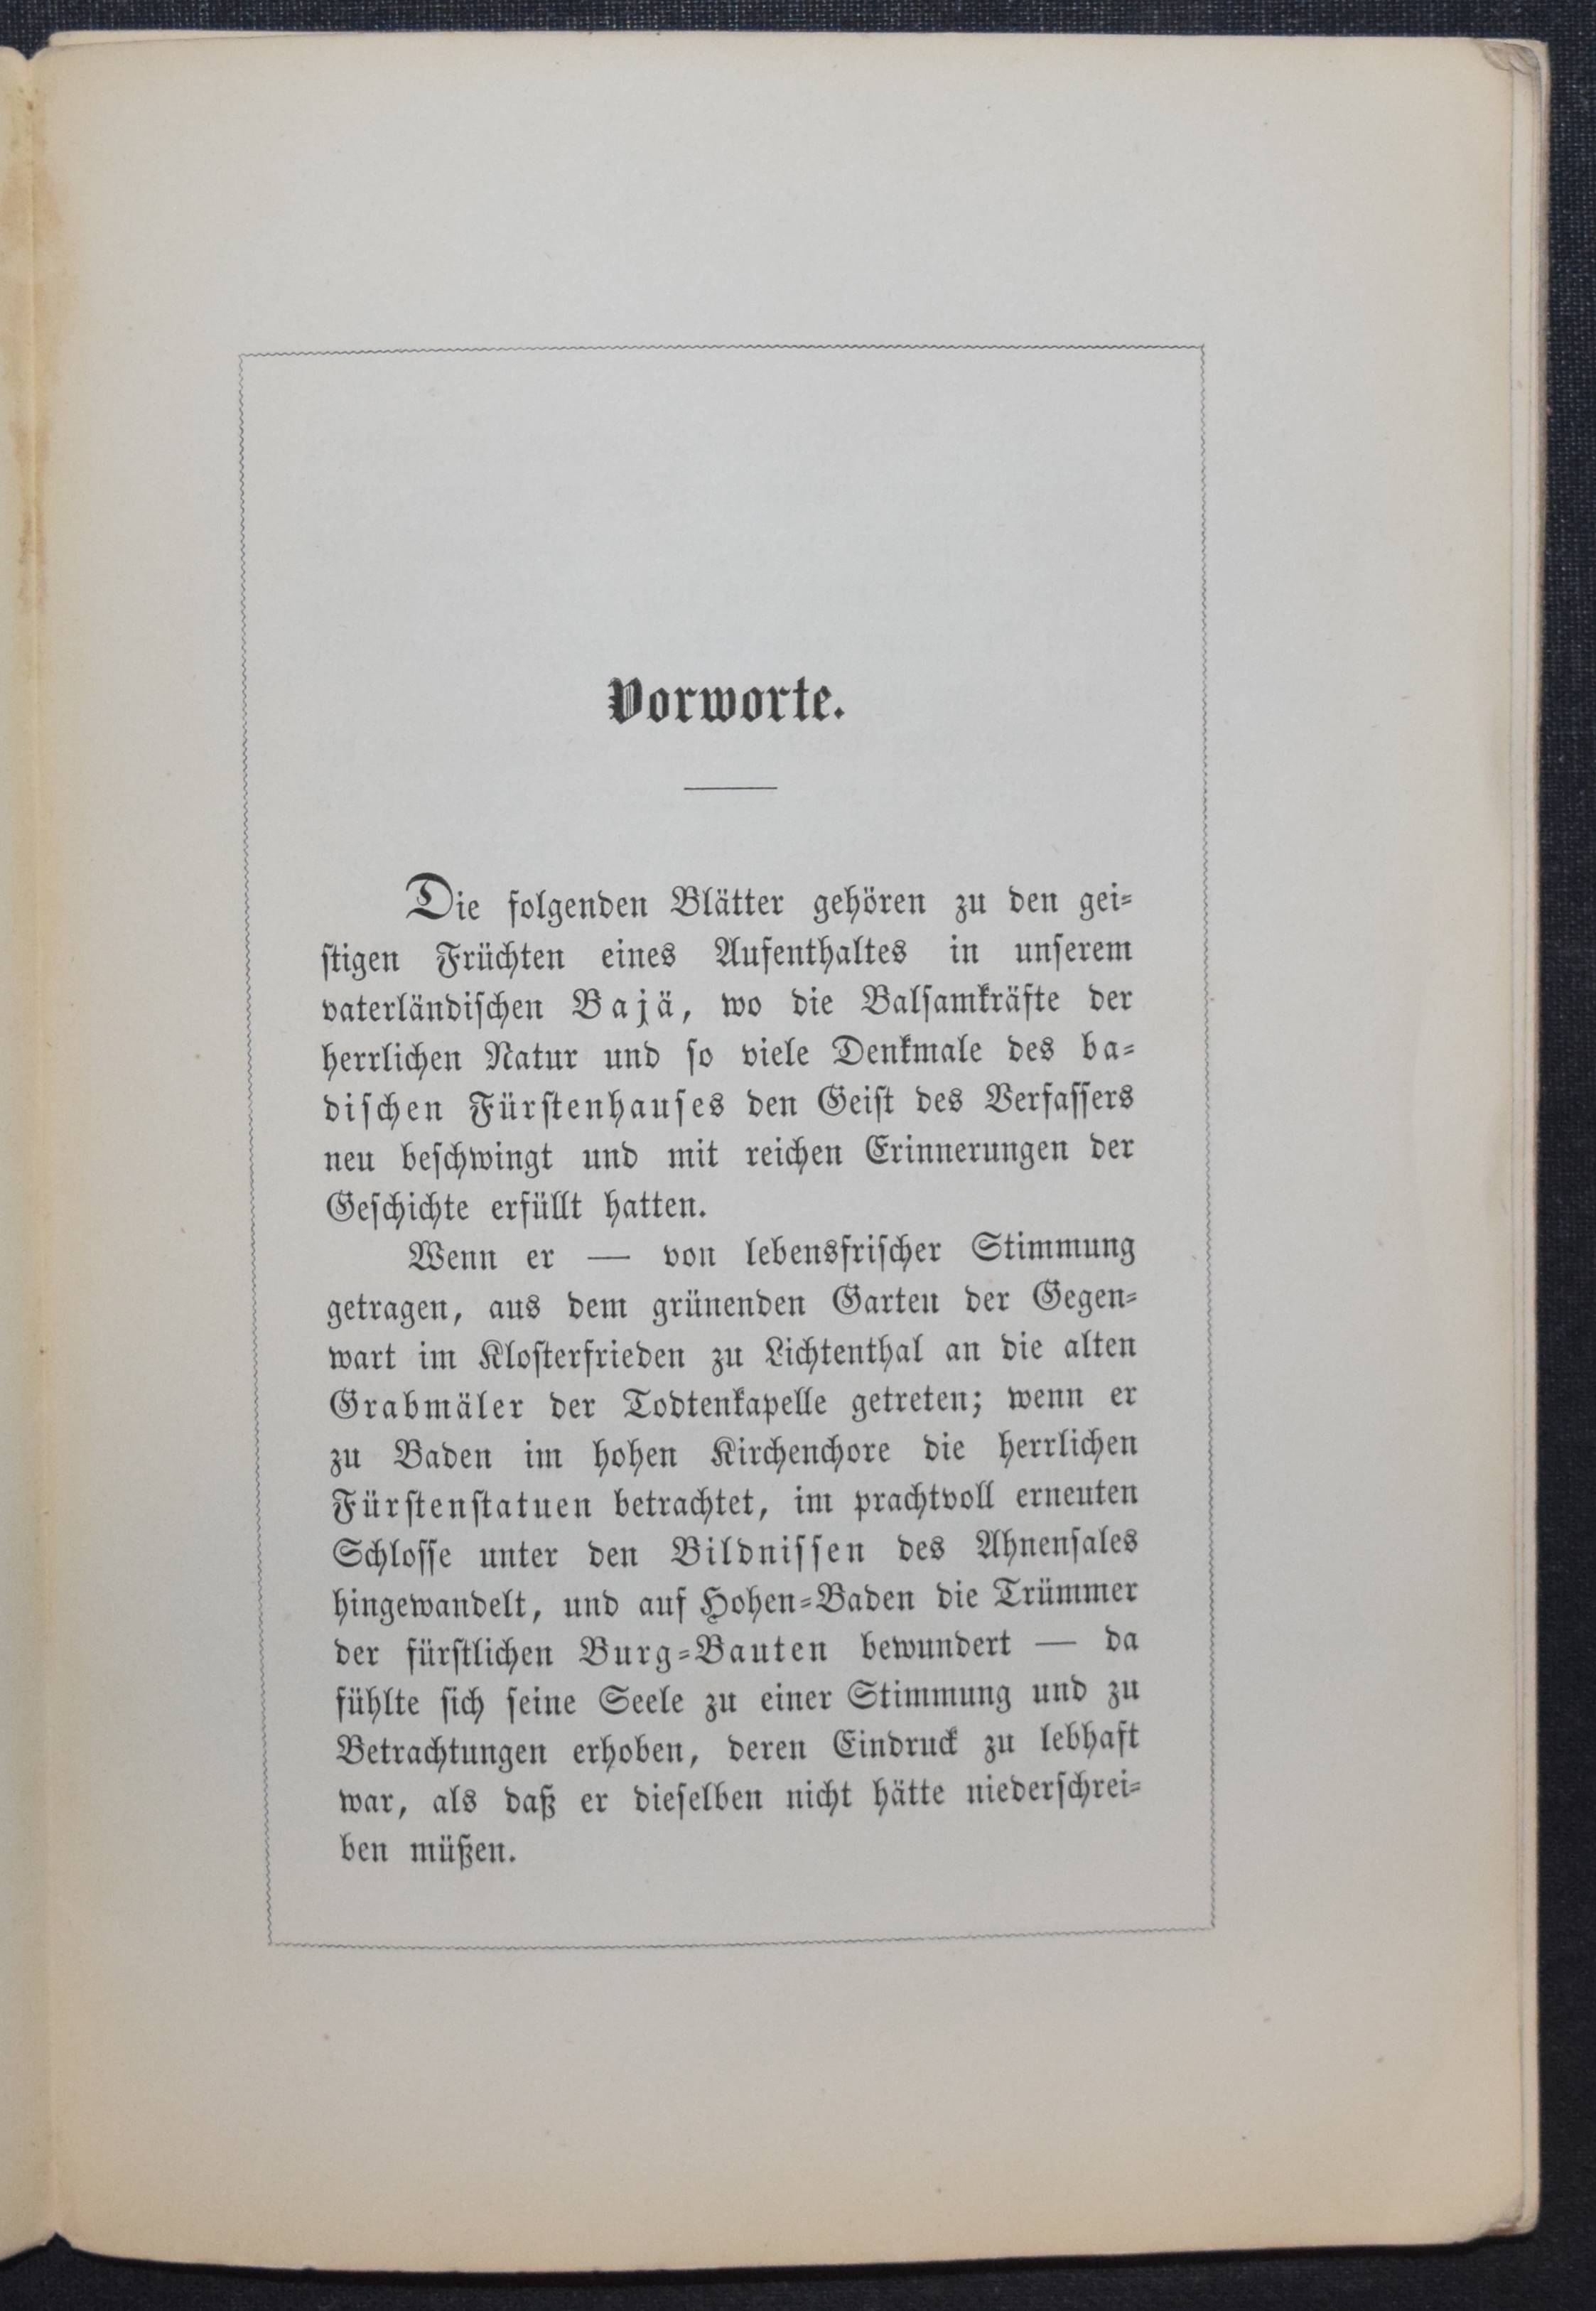 Vorworte.
Die folgenden Blätter gehören zu den gei-
stigen Früchten eines Aufenthaltes in unserem
vaterländischen Bajä, wo die Balsamkräfte der
herrlichen Natur und so viele Denkmale des ba-
dischen Fürstenhauses den Geist des Verfassers
neu beschwingt und mit reichen Erinnerungen der
Geschichte erfüllt hatten.
Wenn er — von lebensfrischer Stimmung
getragen, aus dem grünenden Garten der Gegen-
wart im Klosterfrieden zu Lichtenthal an die alten
Grabmäler der Todtenkapelle getreten; wenn er
zu Baden im hohen Kirchenchore die herrlichen
Fürstenstatuen betrachtet, im prachtvoll erneuten
Schlosse unter den Bildnissen des Ahnensales
hingewandelt, und auf Hohen-Baden die Trümmer
der fürstlichen Burg-Bauten bewundert — da
fühlte sich seine Seele zu einer Stimmung und zu
Betrachtungen erhoben, deren Eindruck zu lebhaft
war, als daß er dieselben nicht hätte niederschrei-
ben müßen.